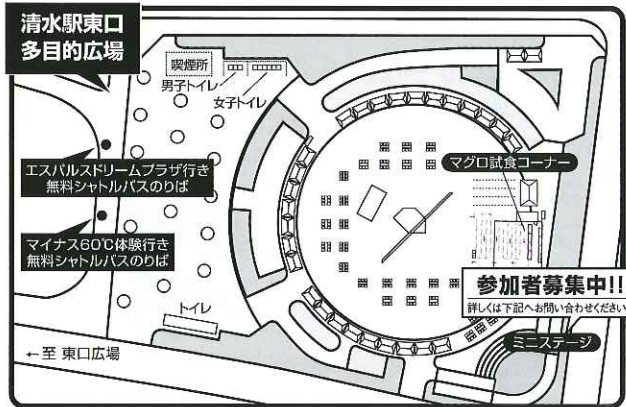 清水駅東口
多目的広場
喫煙所
男子トイレ
女子トイレ
エスパルスドリームプラザ行き
無料シャトルバスのりば
マグロ試食コーナー
マイナス60℃体験行き
無料シャトルバスのりば
参加者募集中!!
詳しくは下記へお問い合わせください
トイレ
ミニステージ
←至 東口広場